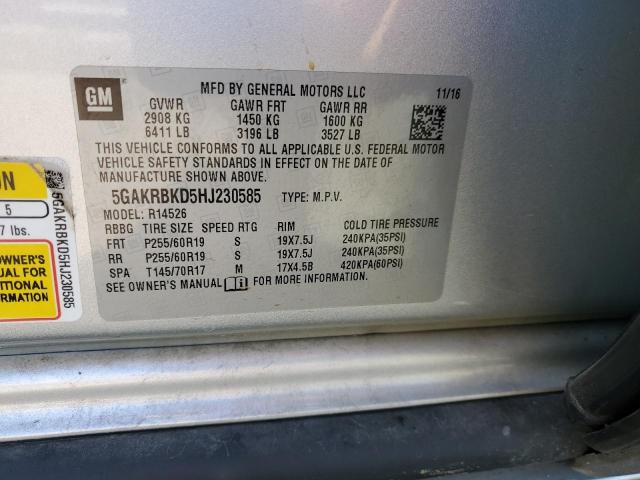 GM
MFD BY GENERAL MOTORS LLC
11/16
GVWR GAWR FRT GAWR RR
2908 KG 1450 KG 1600 KG
6411 LB 3196 LB 3527 LB
THIS VEHICLE CONFORMS TO ALL APPLICABLE U.S. FEDERAL MOTOR
VEHICLE SAFETY STANDARDS IN EFFECT ON THE DATE OF
MANUFACTURE SHOWN ABOVE.
5GAKRBKD5HJ230585 TYPE: M.P.V.
MODEL: R14526
RBBG TIRE SIZE SPEED RTG RIM COLD TIRE PRESSURE
FRT P255/60R19 S 19X7.5J 240KPA(35PSI)
RR P255/60R19 S 19X7.5J 240KPA(35PSI)
SPA T145/70R17 M 17X4.5B 420KPA(60PSI)
SEE OWNER'S MANUAL FOR MORE INFORMATION.
ON
5
7 lbs.
OWNER'S
MANUAL FOR
5GAKRBKD5HJ230585